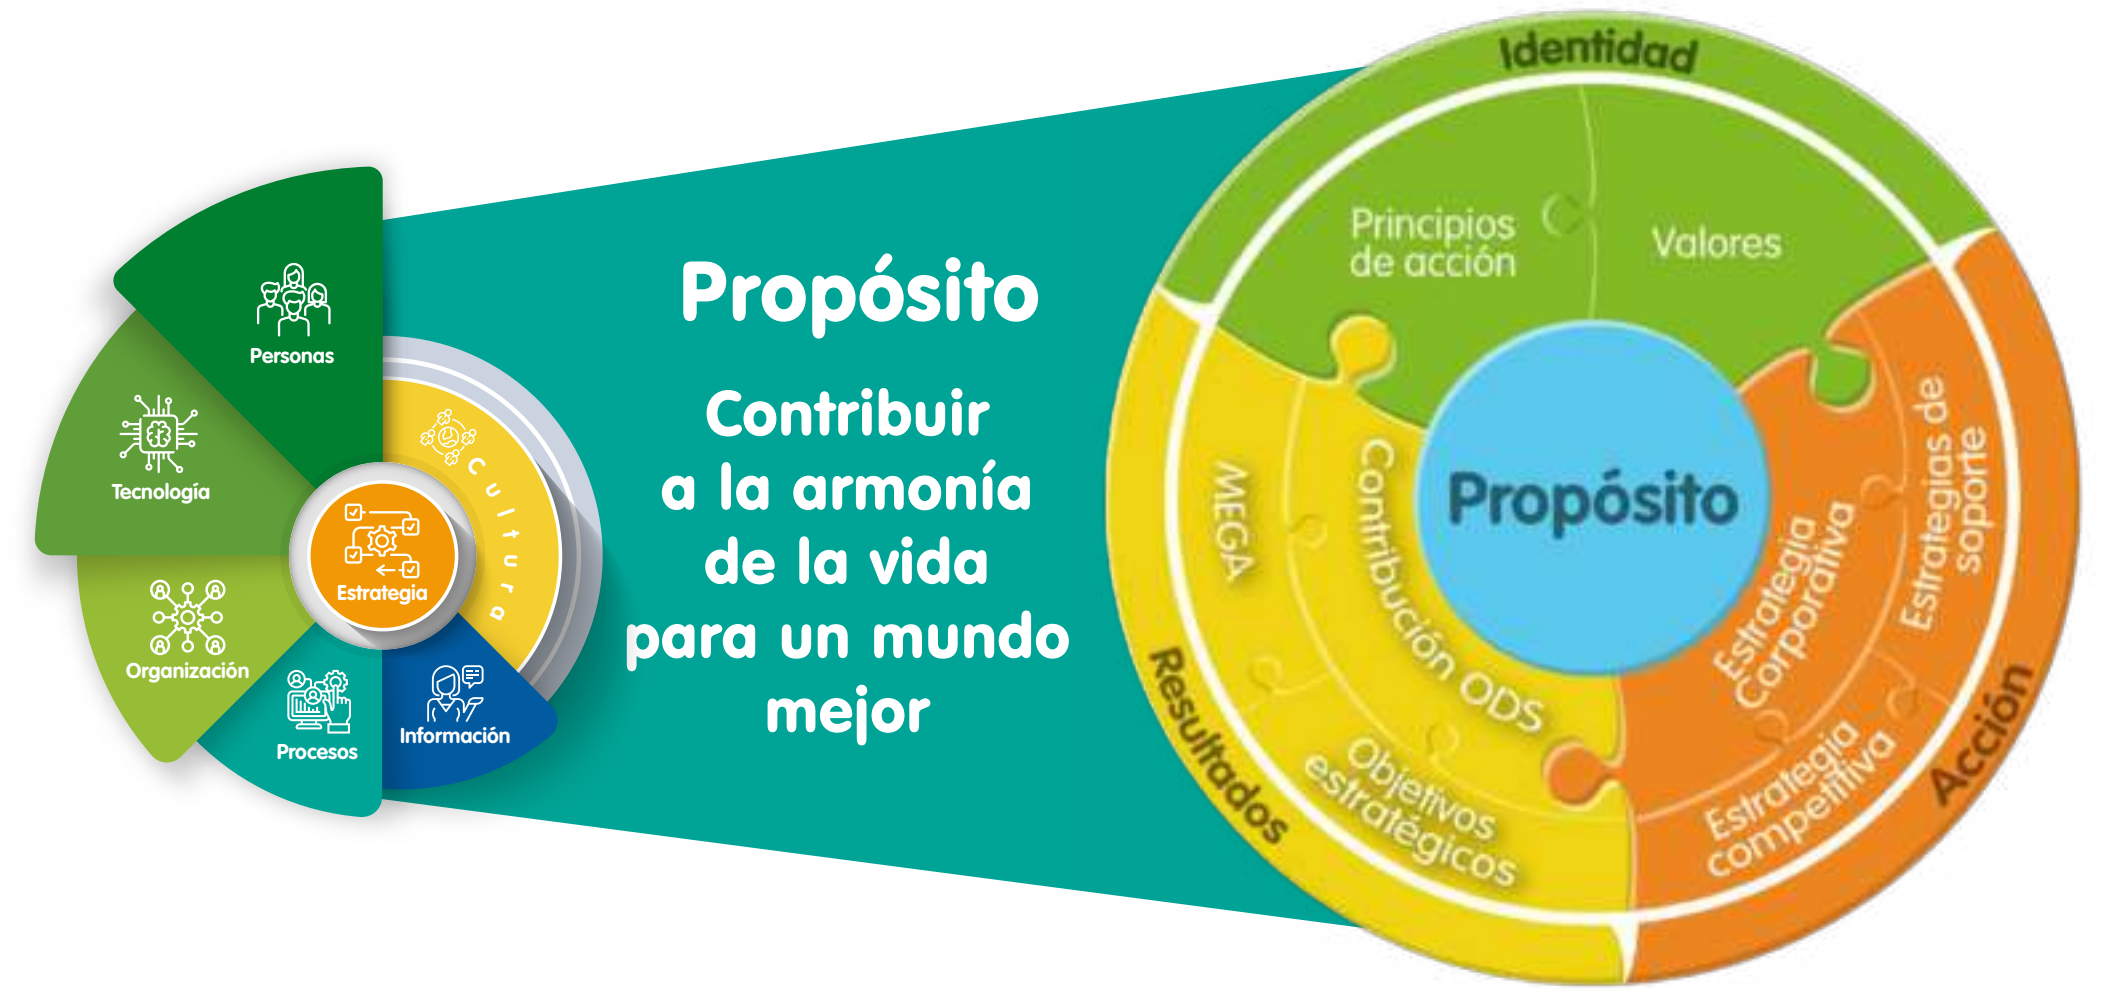 Personas
Tecnología
Organización
Procesos
Información
Cultura
Estrategia
Propósito
Contribuir
a la armonía
de la vida
para un mundo
mejor
Identidad
Principios
de acción
Valores
Propósito
MEGA
Contribución ODS
Objetivos
estratégicos
Resultados
Estrategia
Corporativa
Estrategias de
soporte
Estrategia
competitiva
Acción